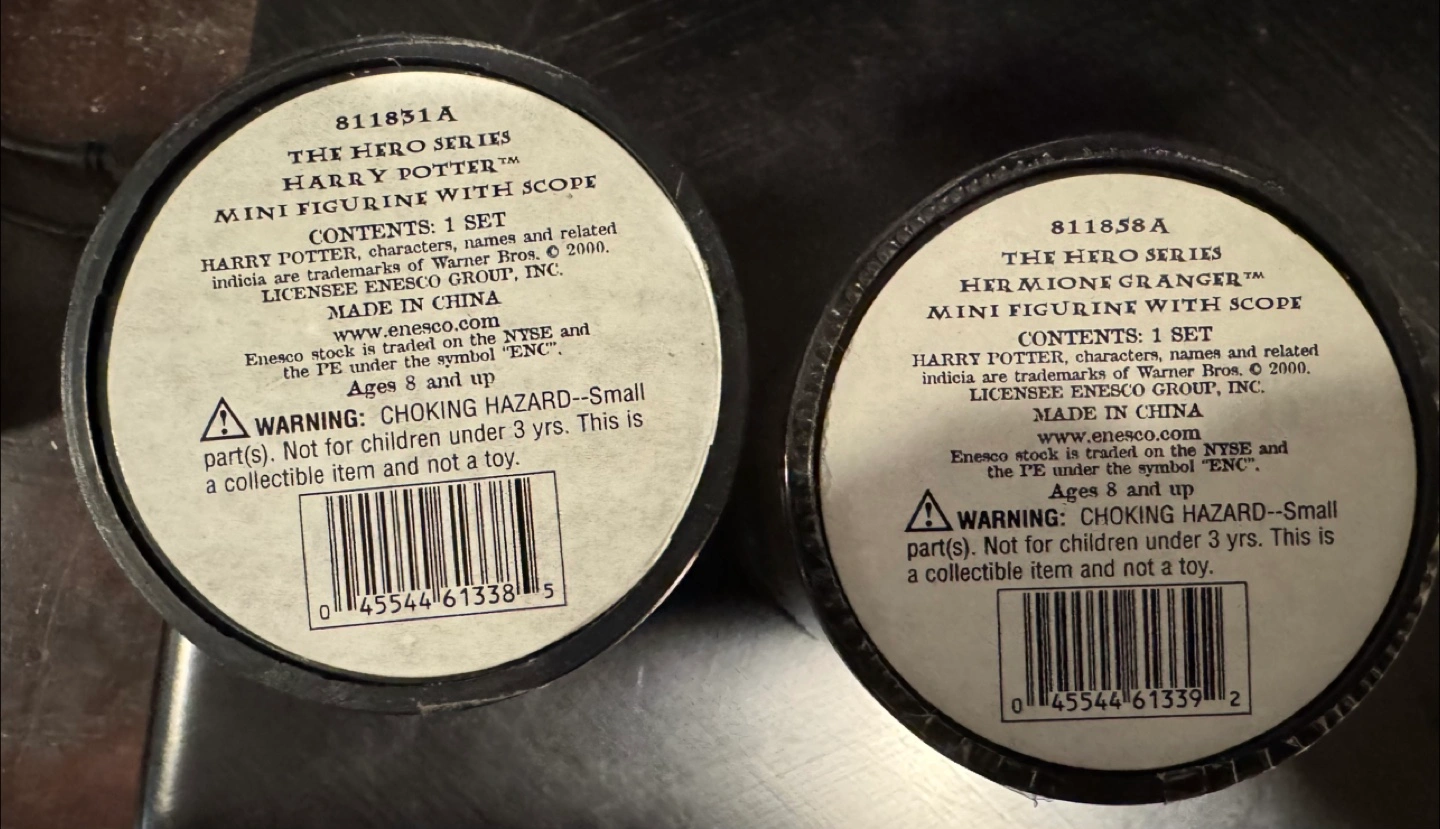 811831A
THE HERO SERIES
HARRY POTTER™
MINI FIGURINE WITH SCOPE
CONTENTS: 1 SET
HARRY POTTER, characters, names and related
indicia are trademarks of Warner Bros. © 2000.
LICENSEE ENESCO GROUP, INC.
MADE IN CHINA
www.enesco.com
Enesco stock is traded on the NYSE and
the PE under the symbol "ENC".
Ages 8 and up
WARNING: CHOKING HAZARD--Small
part(s). Not for children under 3 yrs. This is
a collectible item and not a toy.
0 45544 61338 5
811858A
THE HERO SERIES
HERMIONE GRANGER™
MINI FIGURINE WITH SCOPE
CONTENTS: 1 SET
HARRY POTTER, characters, names and related
indicia are trademarks of Warner Bros. © 2000.
LICENSEE ENESCO GROUP, INC.
MADE IN CHINA
www.enesco.com
Enesco stock is traded on the NYSE and
the PE under the symbol "ENC".
Ages 8 and up
WARNING: CHOKING HAZARD--Small
part(s). Not for children under 3 yrs. This is
a collectible item and not a toy.
0 45544 61339 2